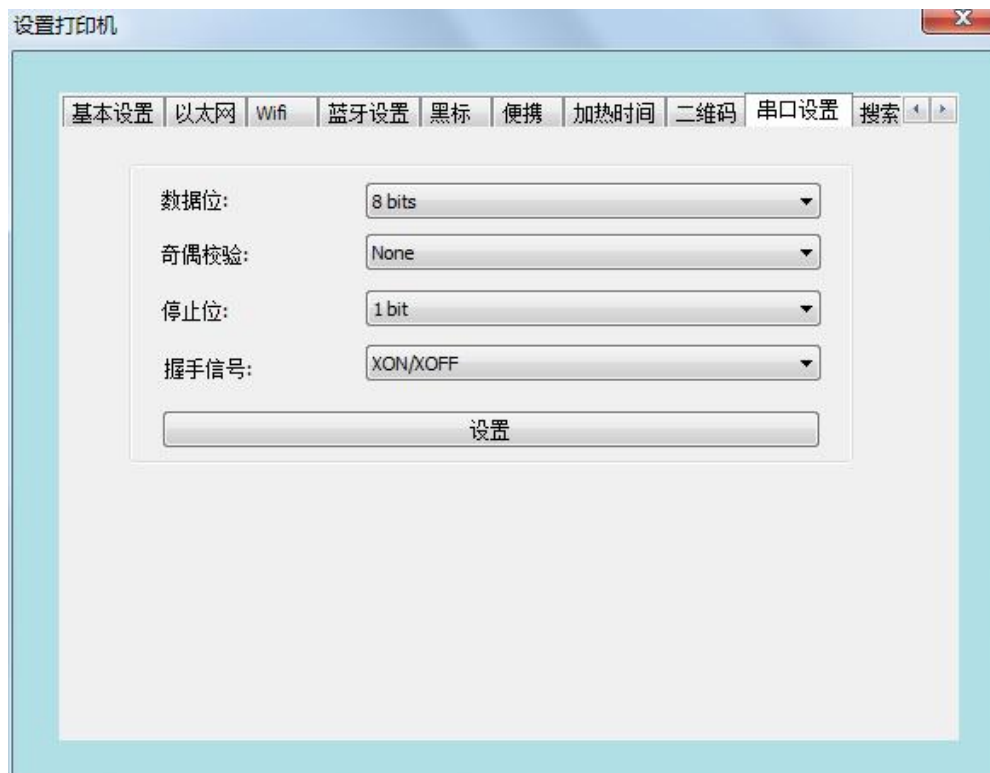 设置打印机
基本设置 以太网 Wifi 蓝牙设置 黑标 便携 加热时间 二维码 串口设置 搜索
数据位: 8 bits
奇偶校验: None
停止位: 1 bit
握手信号: XON/XOFF
设置